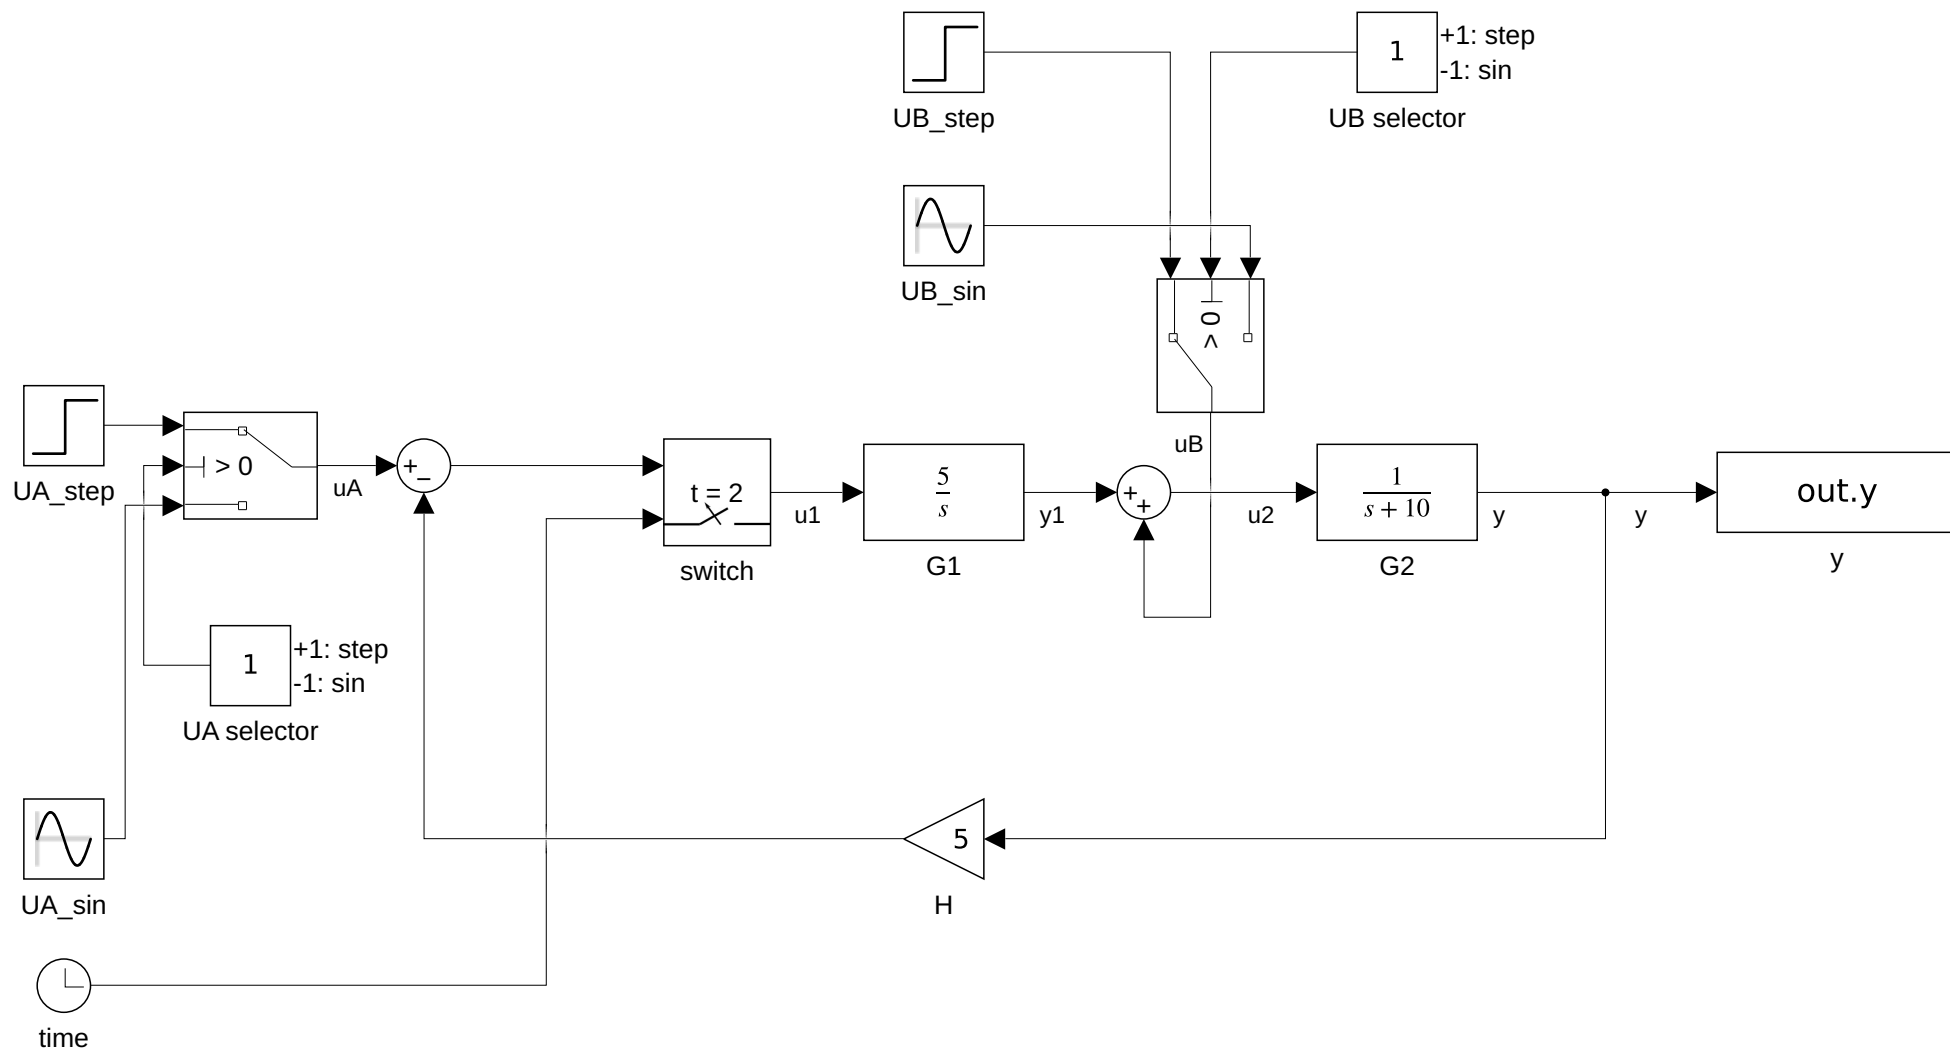 1
+1: step
-1: sin
UB_step
UB selector
UB_sin
> 0
UA_step
> 0
uA
+
−
t = 2
switch
u1
5
s
G1
y1
uB
+
+
u2
1
s + 10
G2
y
y
out.y
y
1
+1: step
-1: sin
UA selector
5
H
UA_sin
time